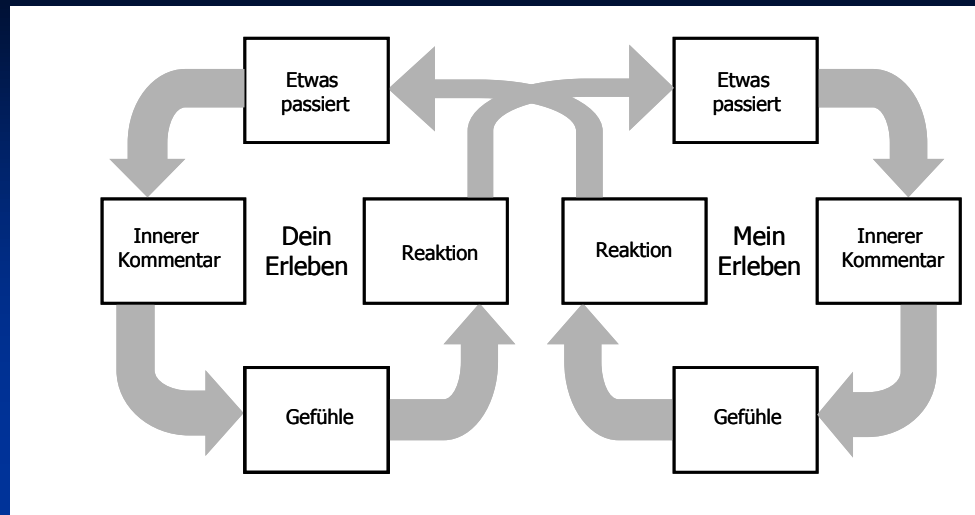 Etwas
passiert
Innerer
Kommentar
Dein
Erleben
Reaktion
Gefühle
Etwas
passiert
Reaktion
Mein
Erleben
Innerer
Kommentar
Gefühle